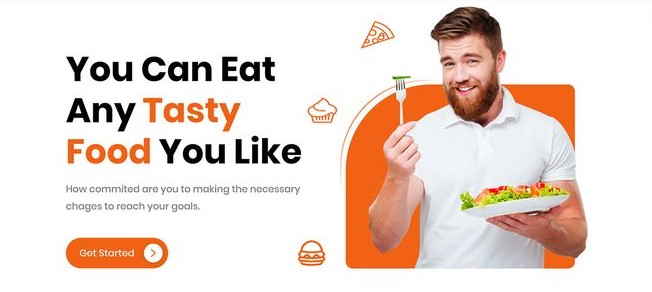 You Can Eat
Any Tasty
Food You Like
How commited are you to making the necessary
chages to reach your goals.
Get Started